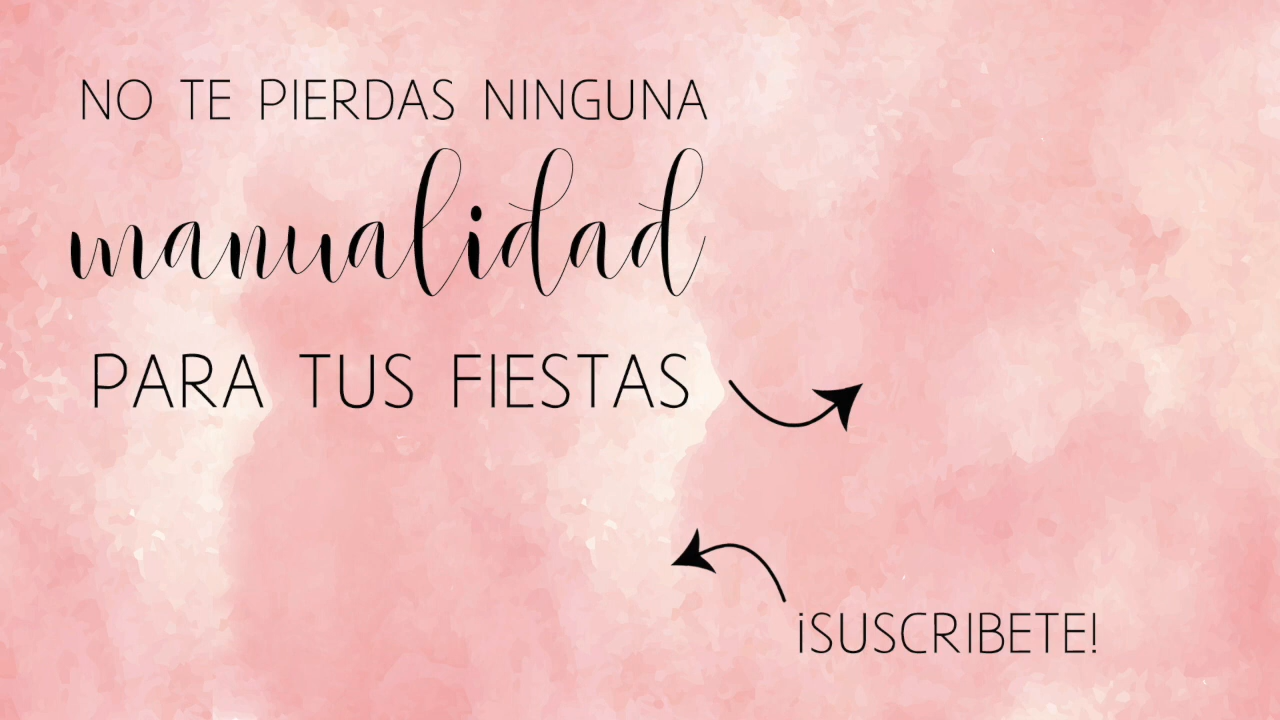 NO TE PIERDAS NINGUNA
manualidad
PARA TUS FIESTAS
¡SUSCRIBETE!